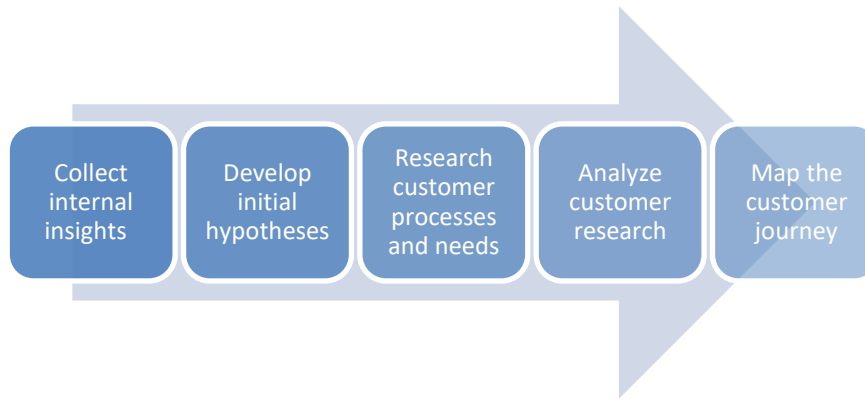 Collect
internal
insights
Develop
initial
hypotheses
Research
customer
processes
and needs
Analyze
customer
research
Map the
customer
journey